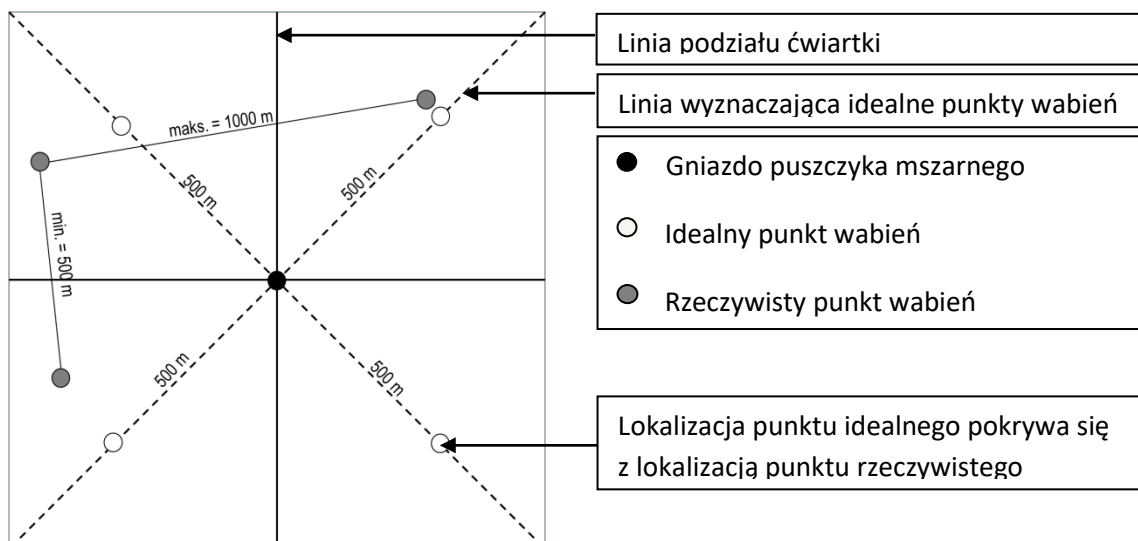 Linia podziału ćwiartki
Linia wyznaczająca idealne punkty wabień
Gniazdo puszczyka mszarnego
Idealny punkt wabień
Rzeczywisty punkt wabień
Lokalizacja punktu idealnego pokrywa się
z lokalizacją punktu rzeczywistego
maks. = 1000 m
500 m
500 m
min. = 500 m
500 m
500 m